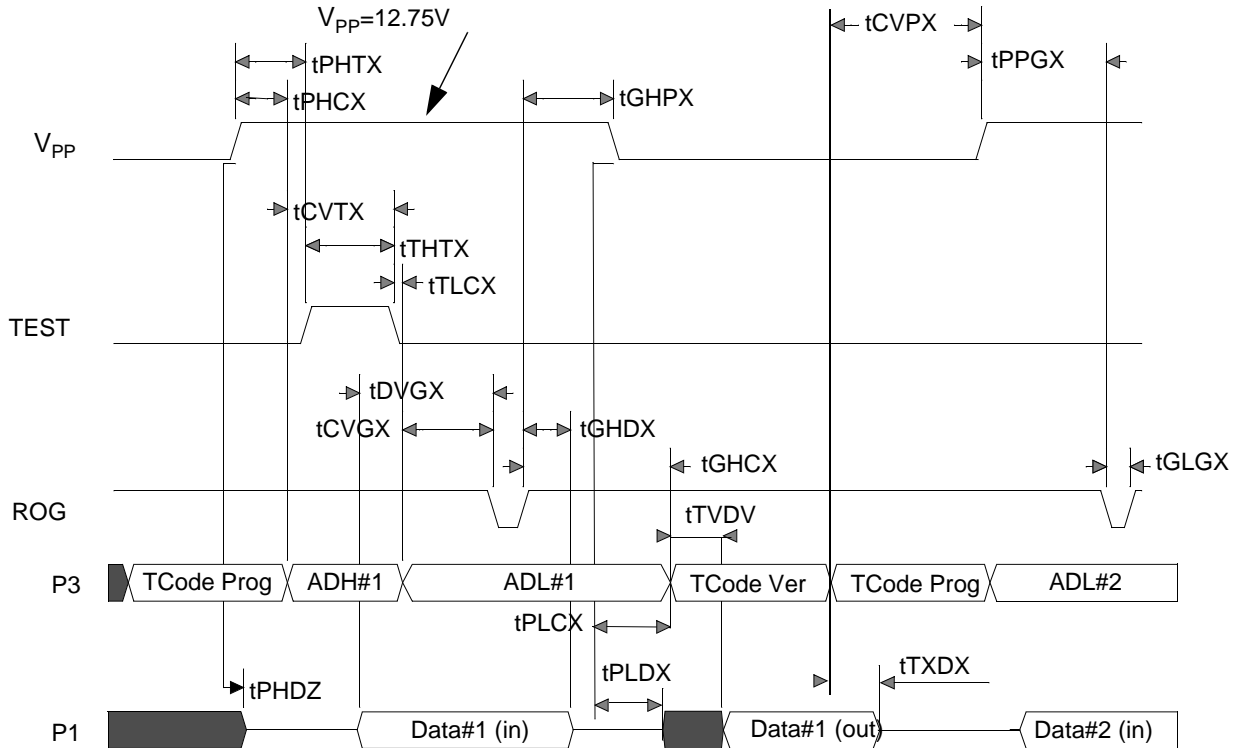 VPP=12.75V
tCVPX
tPHTX
tPPGX
tPHCX
tGHPX
VPP
tCVTX
tTHTX
tTLCX
TEST
tDVGX
tCVGX
tGHDX
tGHCX
tGLGX
ROG
tTVDV
P3
TCode Prog
ADH#1
ADL#1
TCode Ver
TCode Prog
ADL#2
tPLCX
tPLDX
tTXDX
tPHDZ
P1
Data#1 (in)
Data#1 (out)
Data#2 (in)